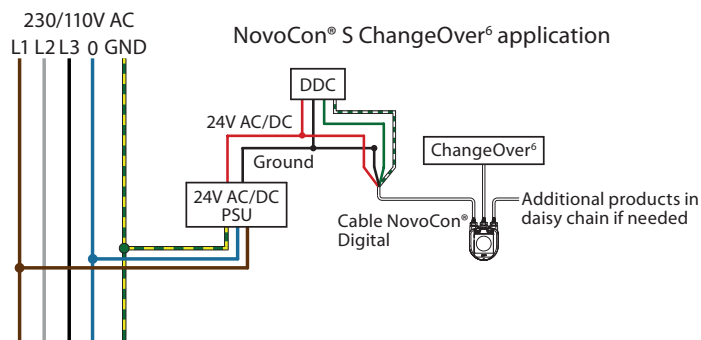 230/110V AC
L1 L2 L3 0 GND
NovoCon® S ChangeOver⁶ application
DDC
24V AC/DC
Ground
ChangeOver⁶
24V AC/DC
PSU
Cable NovoCon®
Digital
Additional products in
daisy chain if needed